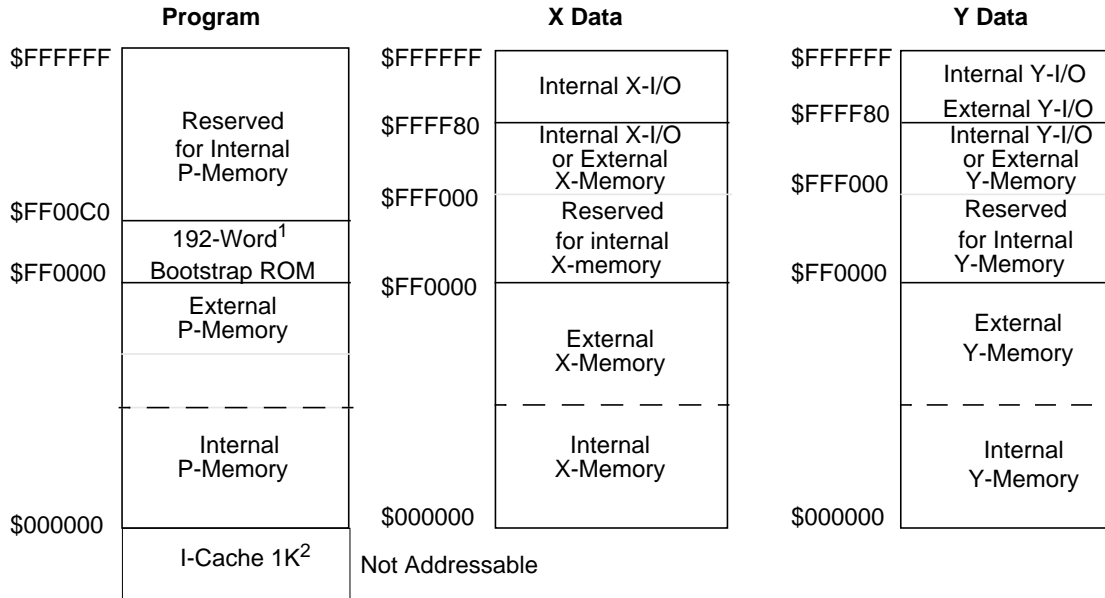 Program
$FFFFFF
Reserved
for Internal
P-Memory
$FF00C0
192-Word1
Bootstrap ROM
$FF0000
External
P-Memory
Internal
P-Memory
$000000
I-Cache 1K2
Not Addressable
X Data
$FFFFFF
Internal X-I/O
$FFFF80
Internal X-I/O
or External
X-Memory
$FFF000
Reserved
for internal
X-memory
$FF0000
External
X-Memory
Internal
X-Memory
$000000
Y Data
$FFFFFF
Internal Y-I/O
$FFFF80
External Y-I/O
Internal Y-I/O
or External
Y-Memory
$FFF000
Reserved
for Internal
Y-Memory
$FF0000
External
Y-Memory
Internal
Y-Memory
$000000